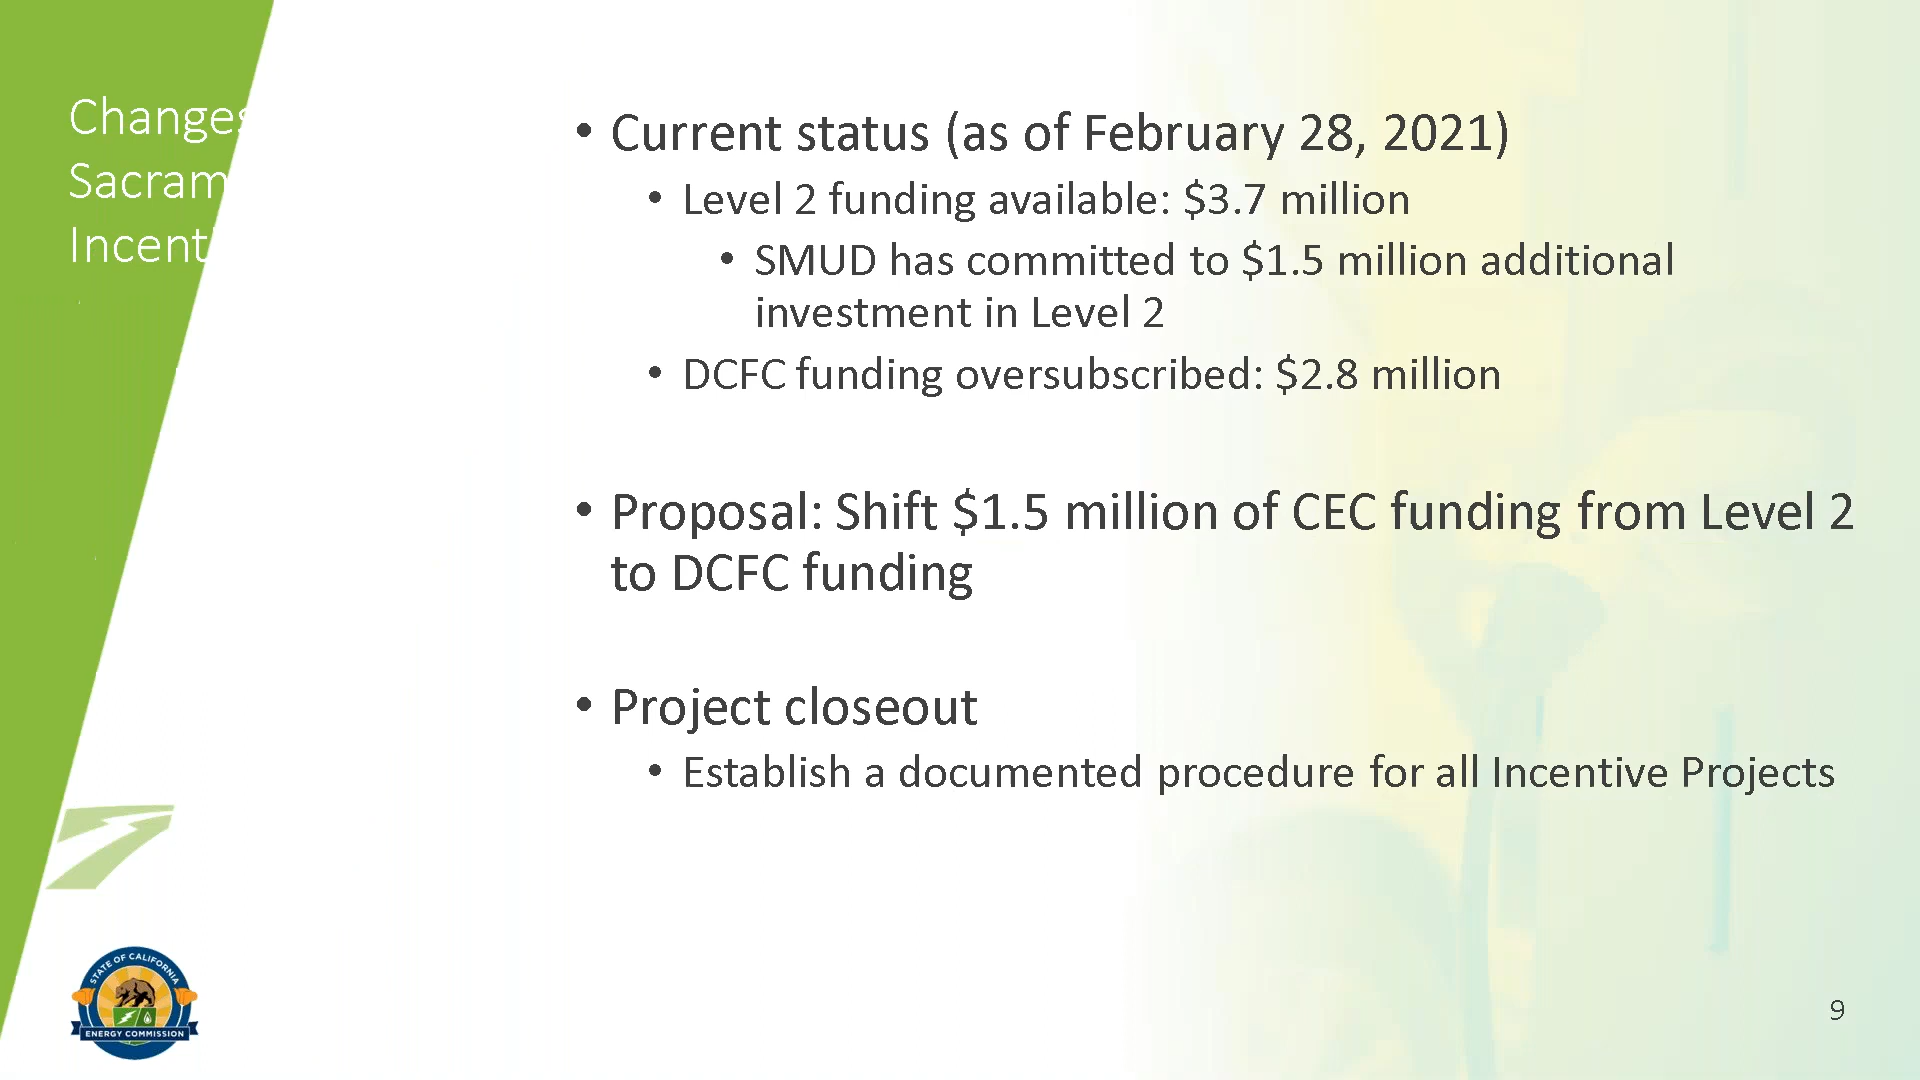 Changes
Sacram
Incent
• Current status (as of February 28, 2021)
• Level 2 funding available: $3.7 million
• SMUD has committed to $1.5 million additional
investment in Level 2
• DCFC funding oversubscribed: $2.8 million
• Proposal: Shift $1.5 million of CEC funding from Level 2
to DCFC funding
• Project closeout
• Establish a documented procedure for all Incentive Projects
STATE OF CALIFORNIA
ENERGY COMMISSION
9